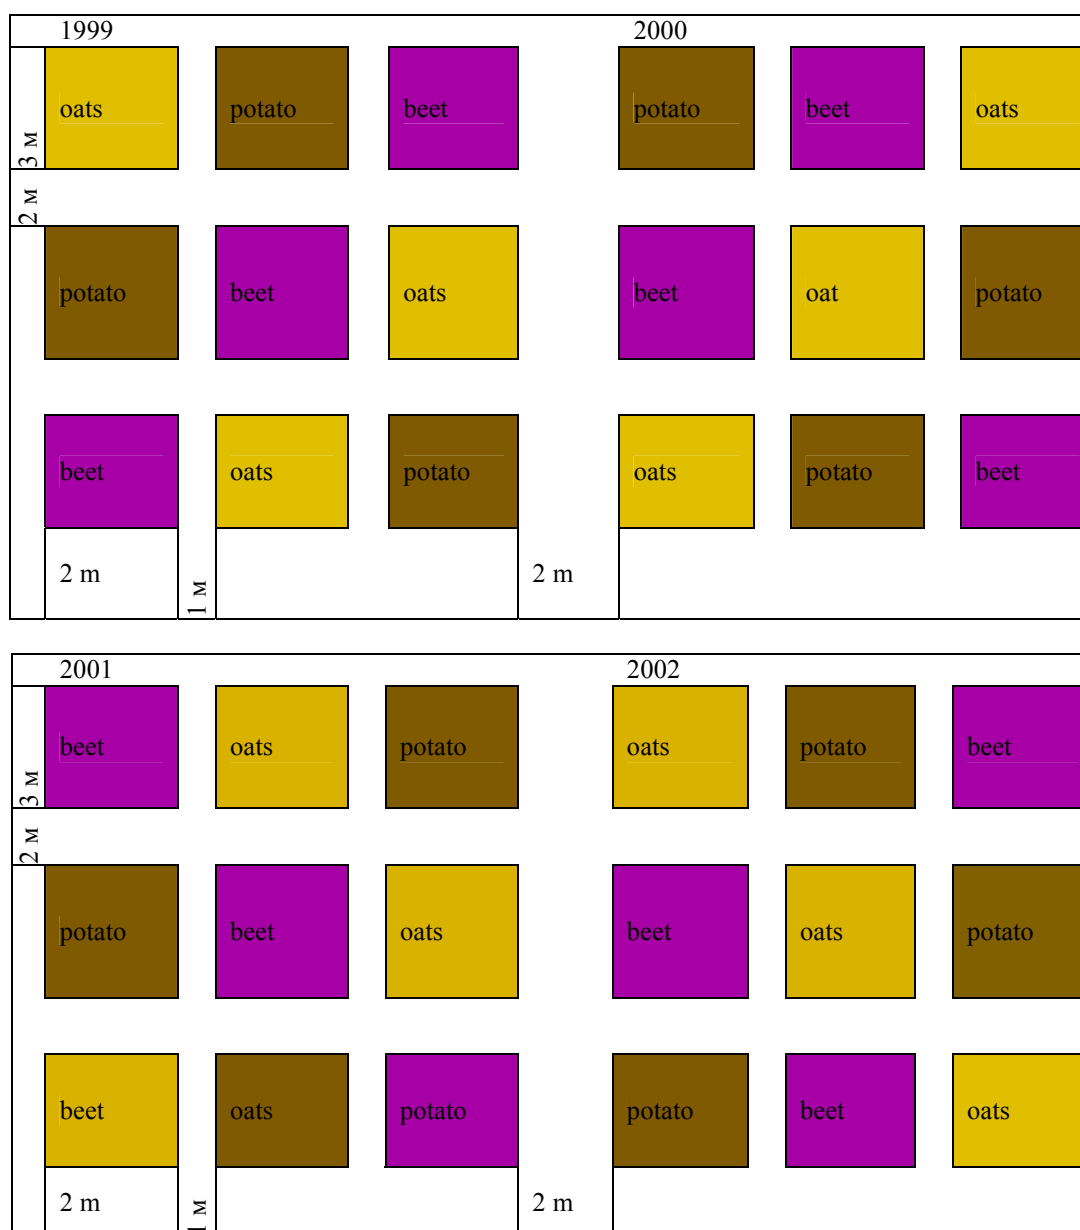 1999 2000
oats potato beet potato beet oats
3 м
2 м
potato beet oats beet oat potato
beet oats potato oats potato beet
2 m 1 м 2 m
2001 2002
beet oats potato oats potato beet
3 м
2 м
potato beet oats beet oats potato
beet oats potato potato beet oats
2 m 1 м 2 m